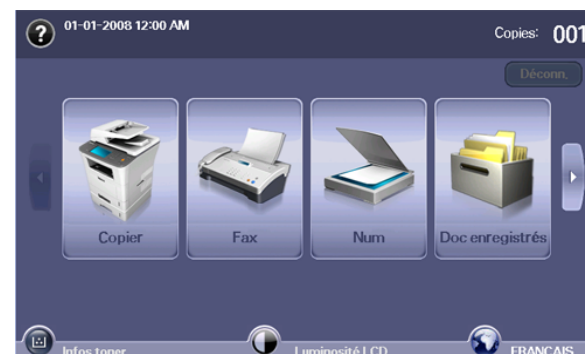 01-01-2008 12:00 AM
Copies: 001
Déconn.
Copier
Fax
Num
Doc enregistrés
Infos toner
Luminosité LCD
FRANCAIS